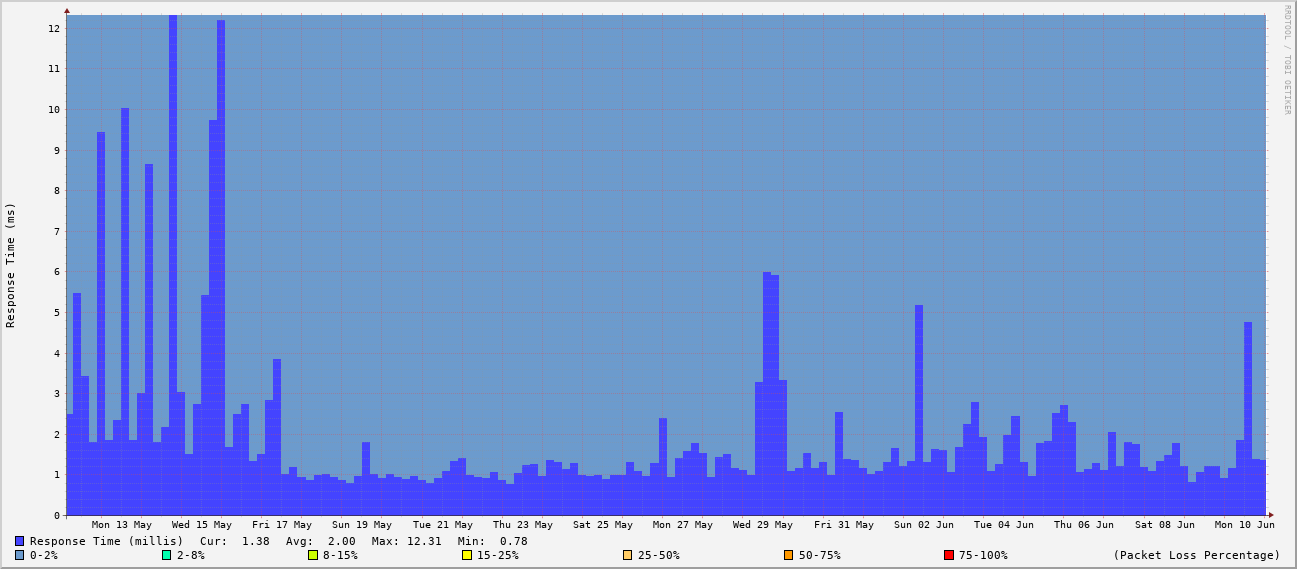 12
11
10
9
8
7
6
5
4
3
2
1
0
Response Time (ms)
RRDTOOL / TOBI OETIKER
Mon 13 May Wed 15 May Fri 17 May Sun 19 May Tue 21 May Thu 23 May Sat 25 May Mon 27 May Wed 29 May Fri 31 May Sun 02 Jun Tue 04 Jun Thu 06 Jun Sat 08 Jun Mon 10 Jun
Response Time (millis) Cur: 1.38 Avg: 2.00 Max: 12.31 Min: 0.78
0-2% 2-8% 8-15% 15-25% 25-50% 50-75% 75-100% (Packet Loss Percentage)